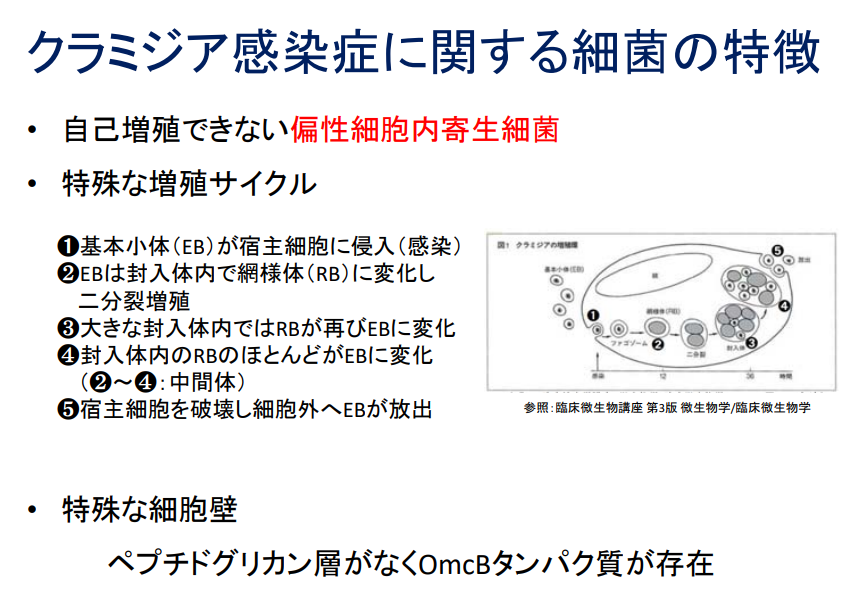 クラミジア感染症に関する細菌の特徴
• 自己増殖できない偏性細胞内寄生細菌
• 特殊な増殖サイクル
❶基本小体（EB）が宿主細胞に侵入（感染）
❷EBは封入体内で網様体（RB）に変化し
二分裂増殖
❸大きな封入体内ではRBが再びEBに変化
❹封入体内のRBのほとんどがEBに変化
（❷～❹：中間体）
❺宿主細胞を破壊し細胞外へEBが放出
図1 クラミジアの増殖環
基本小体(EB)
核
❺
放出
❶
網様体(RB)
❹
ファゴゾーム
❷
二分裂
封入体
❸
感染
12
36
時間
参照：臨床微生物講座 第3版 微生物学/臨床微生物学
• 特殊な細胞壁
ペプチドグリカン層がなくOmcBタンパク質が存在